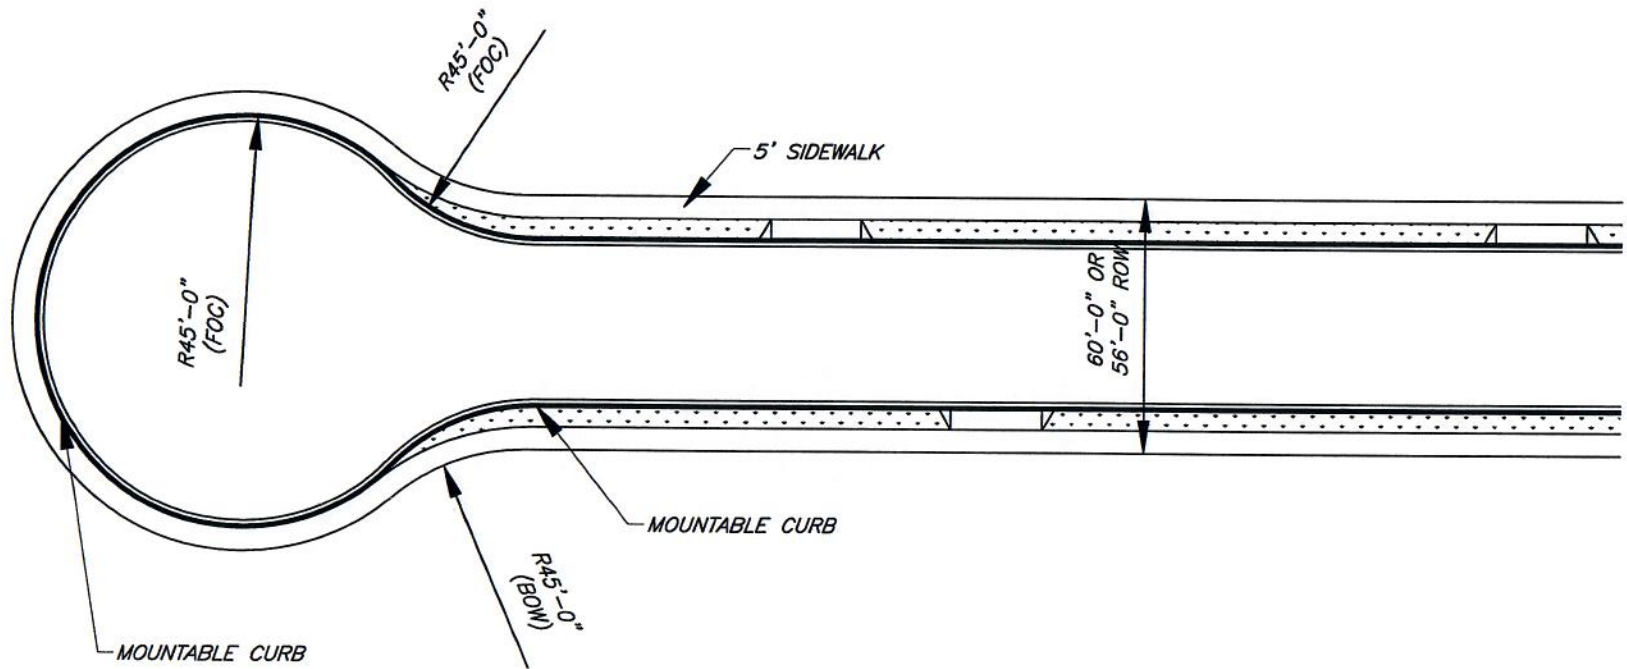 R45'-0"
(FOC)
5' SIDEWALK
R45'-0"
(FOC)
60'-0" OR
56'-0" ROW
MOUNTABLE CURB
R45'-0"
(BOW)
MOUNTABLE CURB